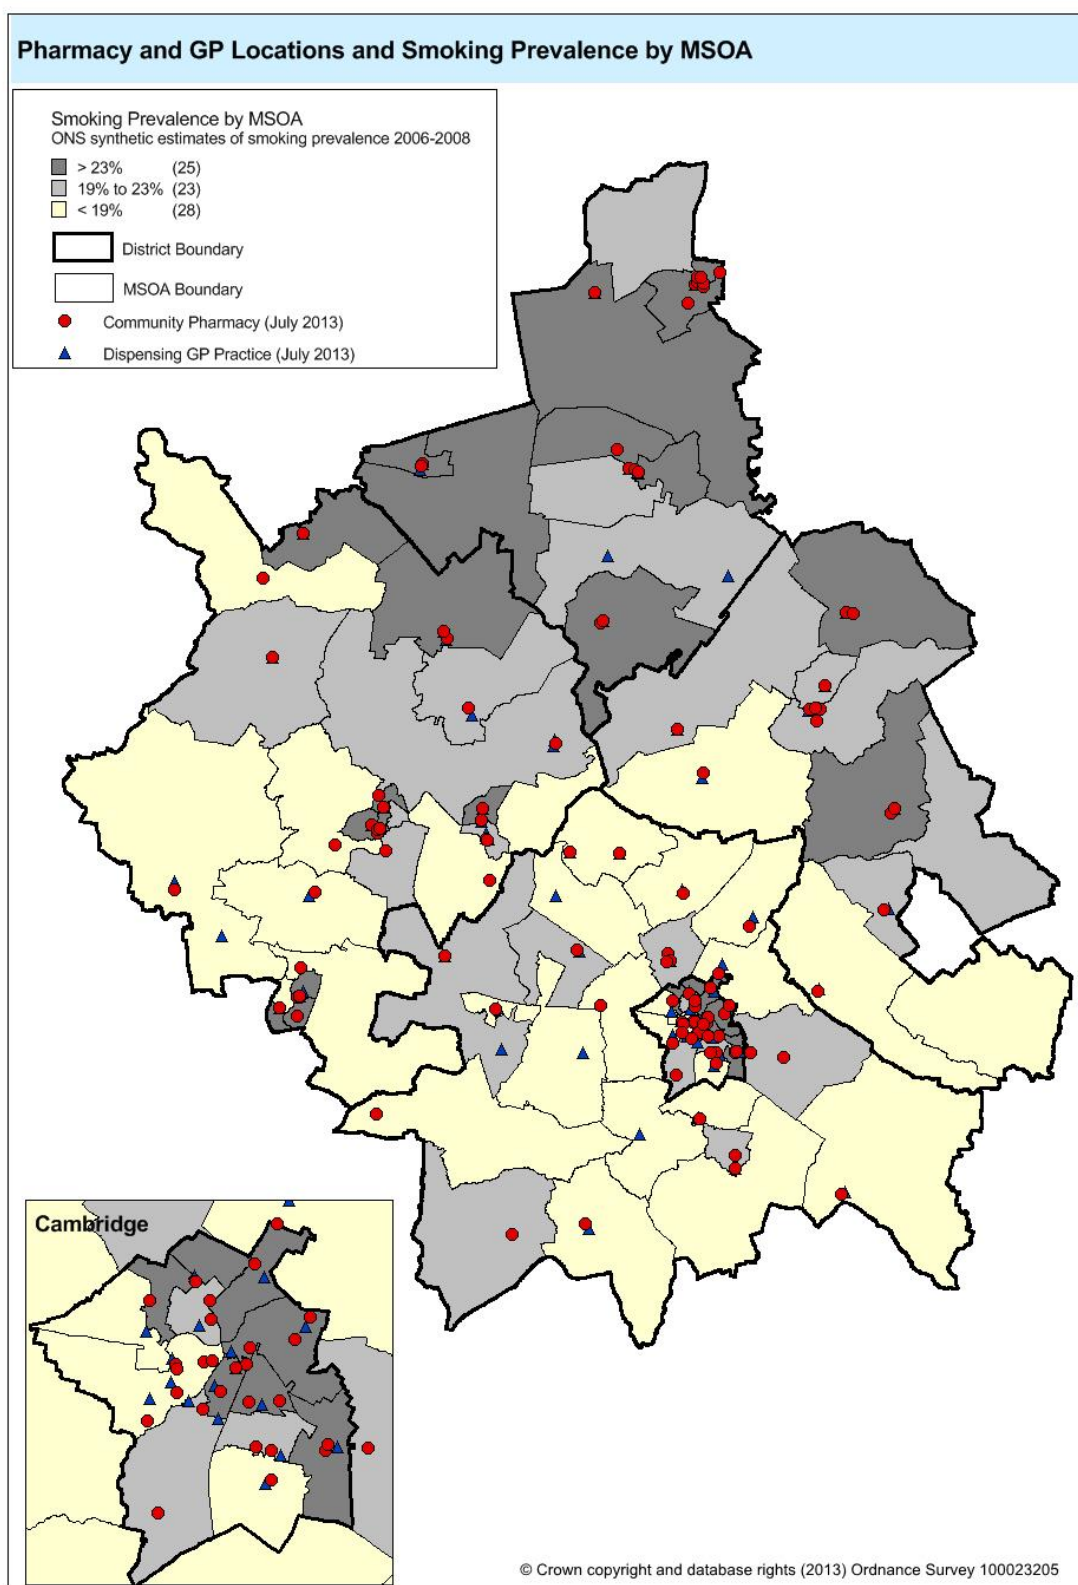 Pharmacy and GP Locations and Smoking Prevalence by MSOA
Smoking Prevalence by MSOA
ONS synthetic estimates of smoking prevalence 2006-2008
> 23% (25)
19% to 23% (23)
< 19% (28)
District Boundary
MSOA Boundary
Community Pharmacy (July 2013)
Dispensing GP Practice (July 2013)
Cambridge
© Crown copyright and database rights (2013) Ordnance Survey 100023205